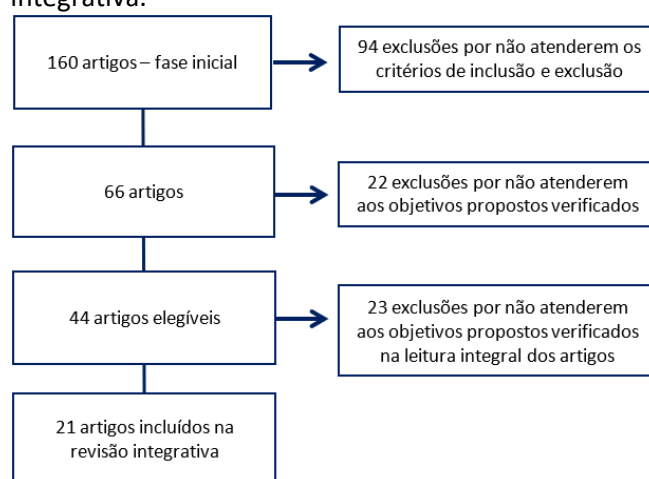 integrativa.
160 artigos – fase inicial
94 exclusões por não atenderem os
critérios de inclusão e exclusão
66 artigos
22 exclusões por não atenderem
aos objetivos propostos verificados
44 artigos elegíveis
23 exclusões por não atenderem
aos objetivos propostos verificados
na leitura integral dos artigos
21 artigos incluídos na
revisão integrativa